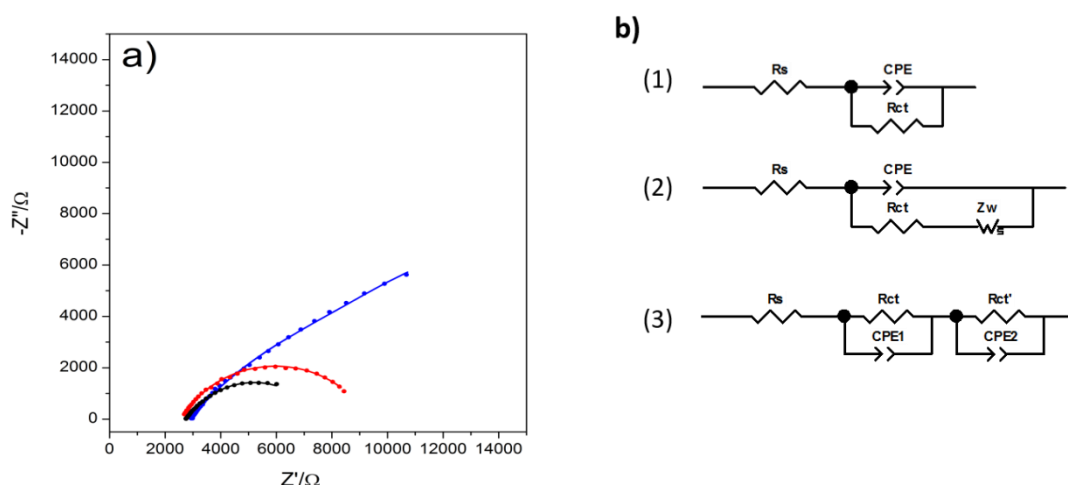 a)
14000
12000
10000
8000
6000
4000
2000
0
-Z''/Ω
0 2000 4000 6000 8000 10000 12000 14000
Z'/Ω
b)
(1)
Rs
CPE
Rct
(2)
Rs
CPE
Rct
Zw
s
(3)
Rs
Rct
CPE1
Rct'
CPE2